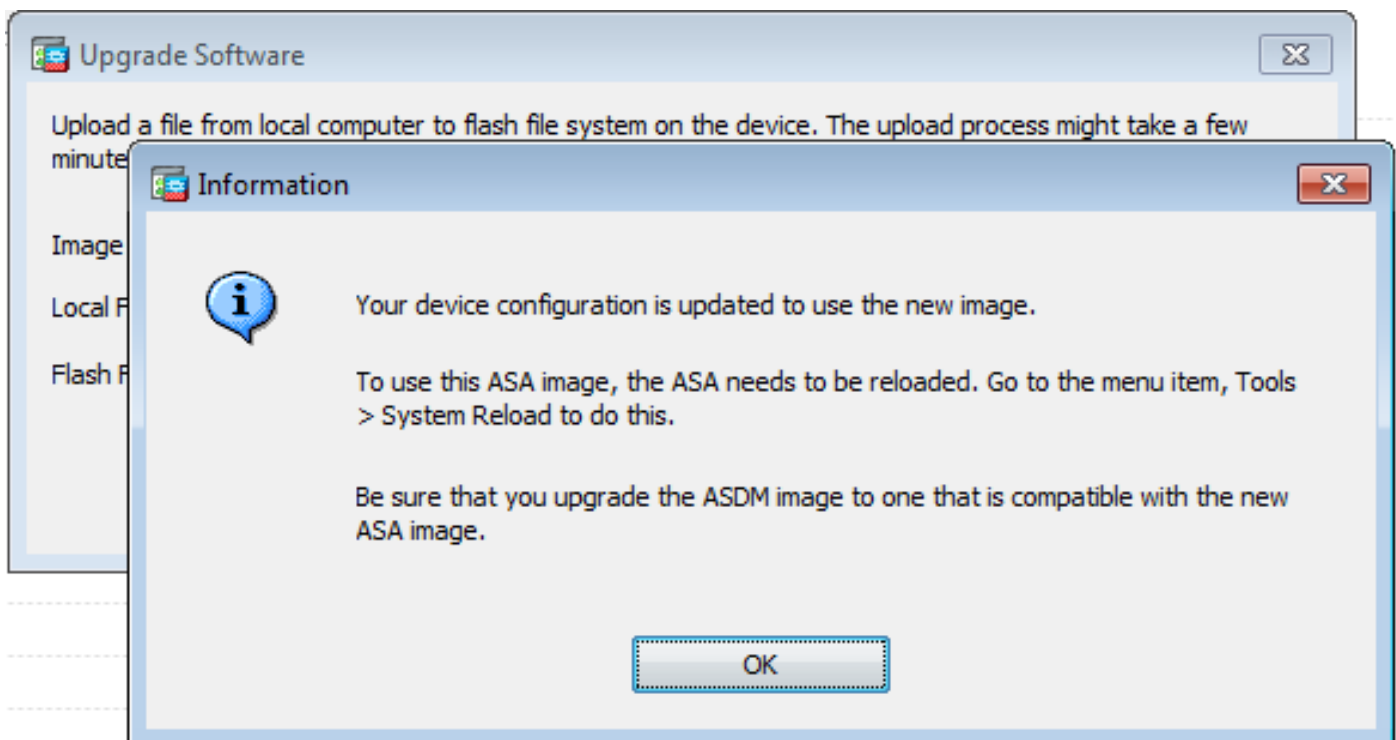 Upgrade Software
Upload a file from local computer to flash file system on the device. The upload process might take a few
minute
Information
Image
Local F
Flash F
Your device configuration is updated to use the new image.
To use this ASA image, the ASA needs to be reloaded. Go to the menu item, Tools
> System Reload to do this.
Be sure that you upgrade the ASDM image to one that is compatible with the new
ASA image.
OK